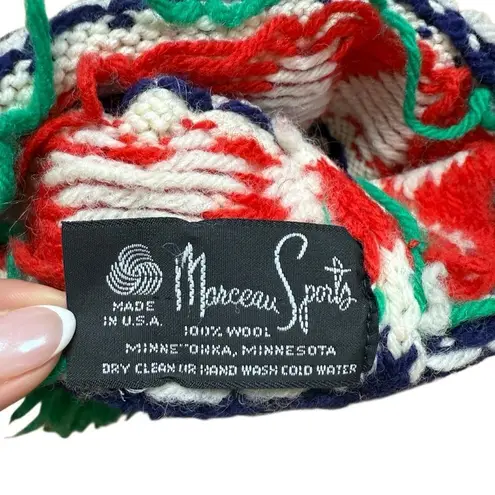 Marceau Sports
MADE
IN U.S.A.
100% WOOL
MINNETONKA, MINNESOTA
DRY CLEAN OR HAND WASH COLD WATER